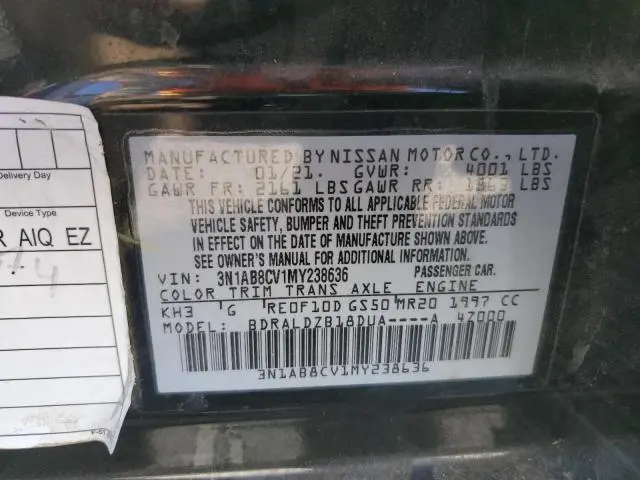 MANUFACTURED BY NISSAN MOTOR CO., LTD.
DATE: 01/21. GVWR: 4001 LBS
GAWR FR: 2161 LBS GAWR RR: LBS
THIS VEHICLE CONFORMS TO ALL APPLICABLE FEDERAL MOTOR
VEHICLE SAFETY, BUMPER AND THEFT PREVENTION STANDARDS
IN EFFECT ON THE DATE OF MANUFACTURE SHOWN ABOVE.
SEE OWNER'S MANUAL FOR ADDITIONAL INFORMATION.
VIN: 3N1AB8CV1MY238636 PASSENGER CAR.
COLOR TRIM TRANS AXLE ENGINE
KH3 G RE0F10D GS50 MR20 1997 CC
MODEL: BDRALDZB18DUA----A 47000
3N1AB8CV1MY238636
Delivery Day
Device Type
R AIQ EZ